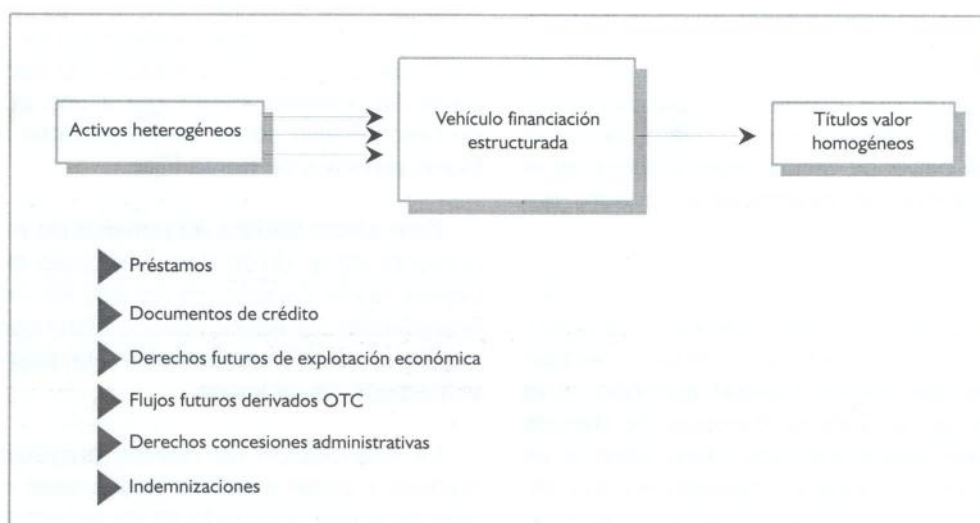 Activos heterogéneos
Vehículo financiación
estructurada
Títulos valor
homogéneos
Préstamos
Documentos de crédito
Derechos futuros de explotación económica
Flujos futuros derivados OTC
Derechos concesiones administrativas
Indemnizaciones